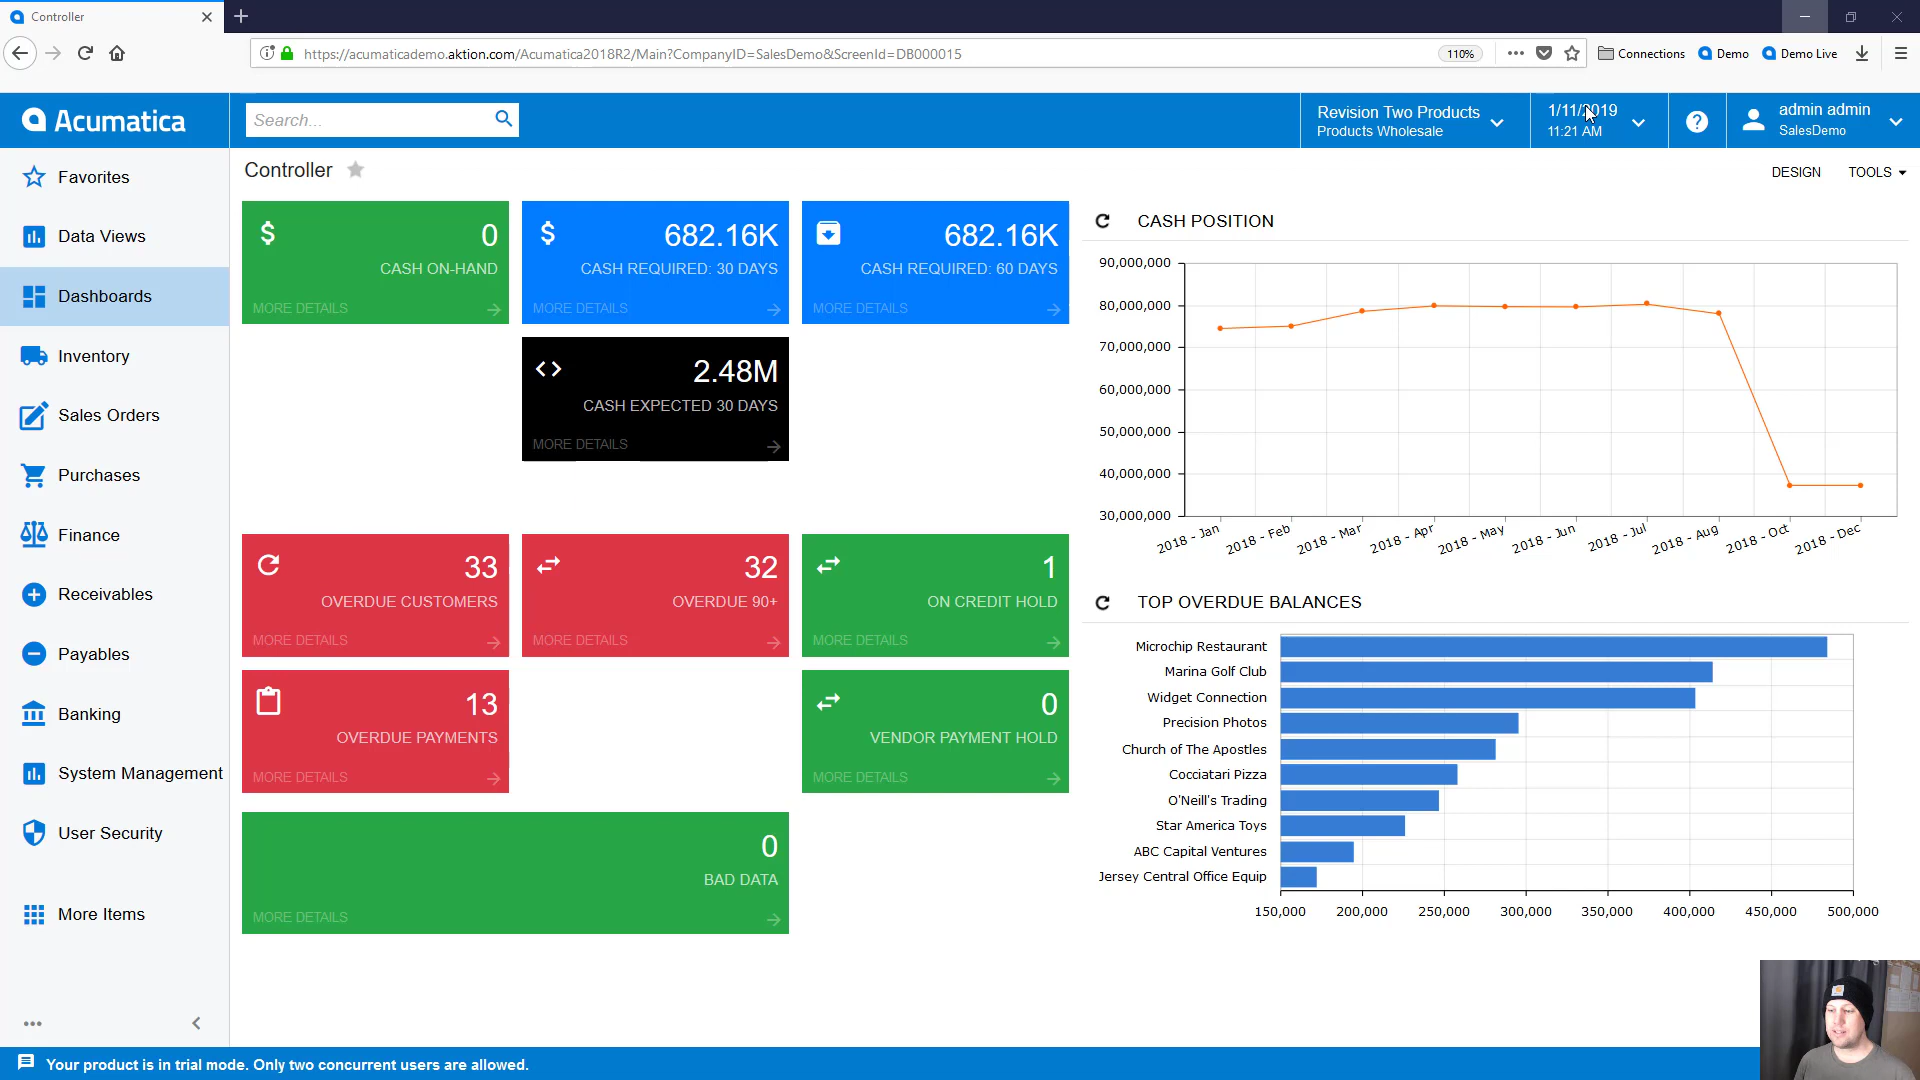 Controller
https://acumaticademo.aktion.com/Acumatica2018R2/Main?CompanyID=SalesDemo&ScreenId=DB000015
110%
Connections
Demo
Demo Live
Acumatica
Search...
Revision Two Products
Products Wholesale
1/11/2019
11:21 AM
admin admin
SalesDemo
Favorites
Data Views
Dashboards
Inventory
Sales Orders
Purchases
Finance
Receivables
Payables
Banking
System Management
User Security
More Items
Controller
DESIGN
TOOLS
$ 0
CASH ON-HAND
MORE DETAILS
$ 682.16K
CASH REQUIRED: 30 DAYS
MORE DETAILS
682.16K
CASH REQUIRED: 60 DAYS
MORE DETAILS
2.48M
CASH EXPECTED 30 DAYS
MORE DETAILS
33
OVERDUE CUSTOMERS
MORE DETAILS
32
OVERDUE 90+
MORE DETAILS
1
ON CREDIT HOLD
MORE DETAILS
13
OVERDUE PAYMENTS
MORE DETAILS
0
VENDOR PAYMENT HOLD
MORE DETAILS
0
BAD DATA
MORE DETAILS
CASH POSITION
90,000,000
80,000,000
70,000,000
60,000,000
50,000,000
40,000,000
30,000,000
2018 - Jan
2018 - Feb
2018 - Mar
2018 - Apr
2018 - May
2018 - Jun
2018 - Jul
2018 - Aug
2018 - Oct
2018 - Dec
TOP OVERDUE BALANCES
Microchip Restaurant
Marina Golf Club
Widget Connection
Precision Photos
Church of The Apostles
Cocciatari Pizza
O'Neill's Trading
Star America Toys
ABC Capital Ventures
Jersey Central Office Equip
150,000
200,000
250,000
300,000
350,000
400,000
450,000
500,000
Your product is in trial mode. Only two concurrent users are allowed.